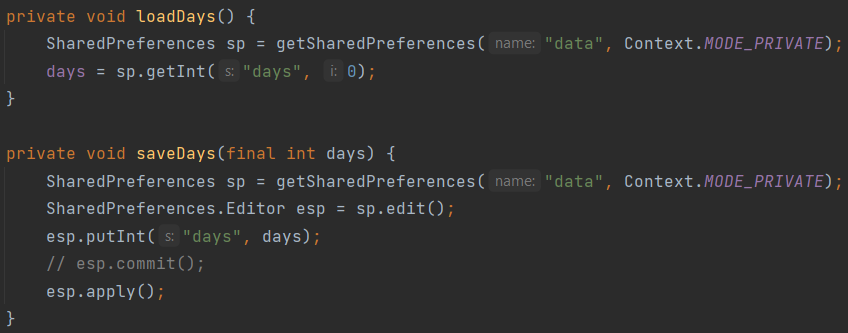 private void loadDays() {
SharedPreferences sp = getSharedPreferences( name: "data", Context.MODE_PRIVATE);
days = sp.getInt( s: "days", i: 0);
}
private void saveDays(final int days) {
SharedPreferences sp = getSharedPreferences( name: "data", Context.MODE_PRIVATE);
SharedPreferences.Editor esp = sp.edit();
esp.putInt( s: "days", days);
// esp.commit();
esp.apply();
}